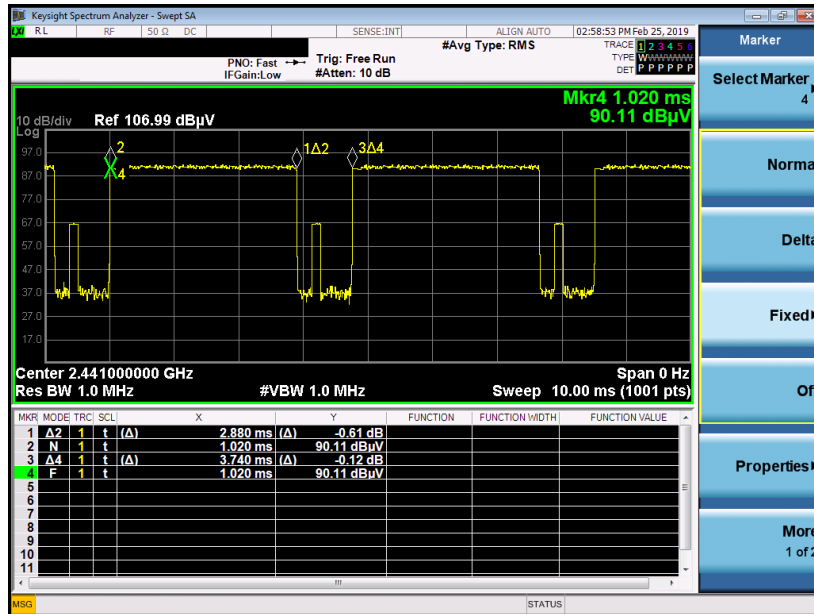 Keysight Spectrum Analyzer - Swept SA
LXI RL RF 50 Ω DC SENSE:INT ALIGN AUTO 02:58:53 PM Feb 25, 2019
#Avg Type: RMS TRACE 1 2 3 4 5 6
PNO: Fast Trig: Free Run TYPE WWWWWW
IFGain:Low #Atten: 10 dB DET P P P P P P
Mkr4 1.020 ms
90.11 dBµV
10 dB/div Ref 106.99 dBµV
Log
97.0
87.0
77.0
67.0
57.0
47.0
37.0
27.0
17.0
2
4
1Δ2
3Δ4
Center 2.441000000 GHz Span 0 Hz
Res BW 1.0 MHz #VBW 1.0 MHz Sweep 10.00 ms (1001 pts)
MKR MODE TRC SCL X Y FUNCTION FUNCTION WIDTH FUNCTION VALUE
1 Δ2 1 t (Δ) 2.880 ms (Δ) -0.61 dB
2 N 1 t 1.020 ms 90.11 dBµV
3 Δ4 1 t (Δ) 3.740 ms (Δ) -0.12 dB
4 F 1 t 1.020 ms 90.11 dBµV
5
6
7
8
9
10
11
MSG STATUS
Marker
Select Marker
4
Norma
Delta
Fixed
Of
Properties
More
1 of 2